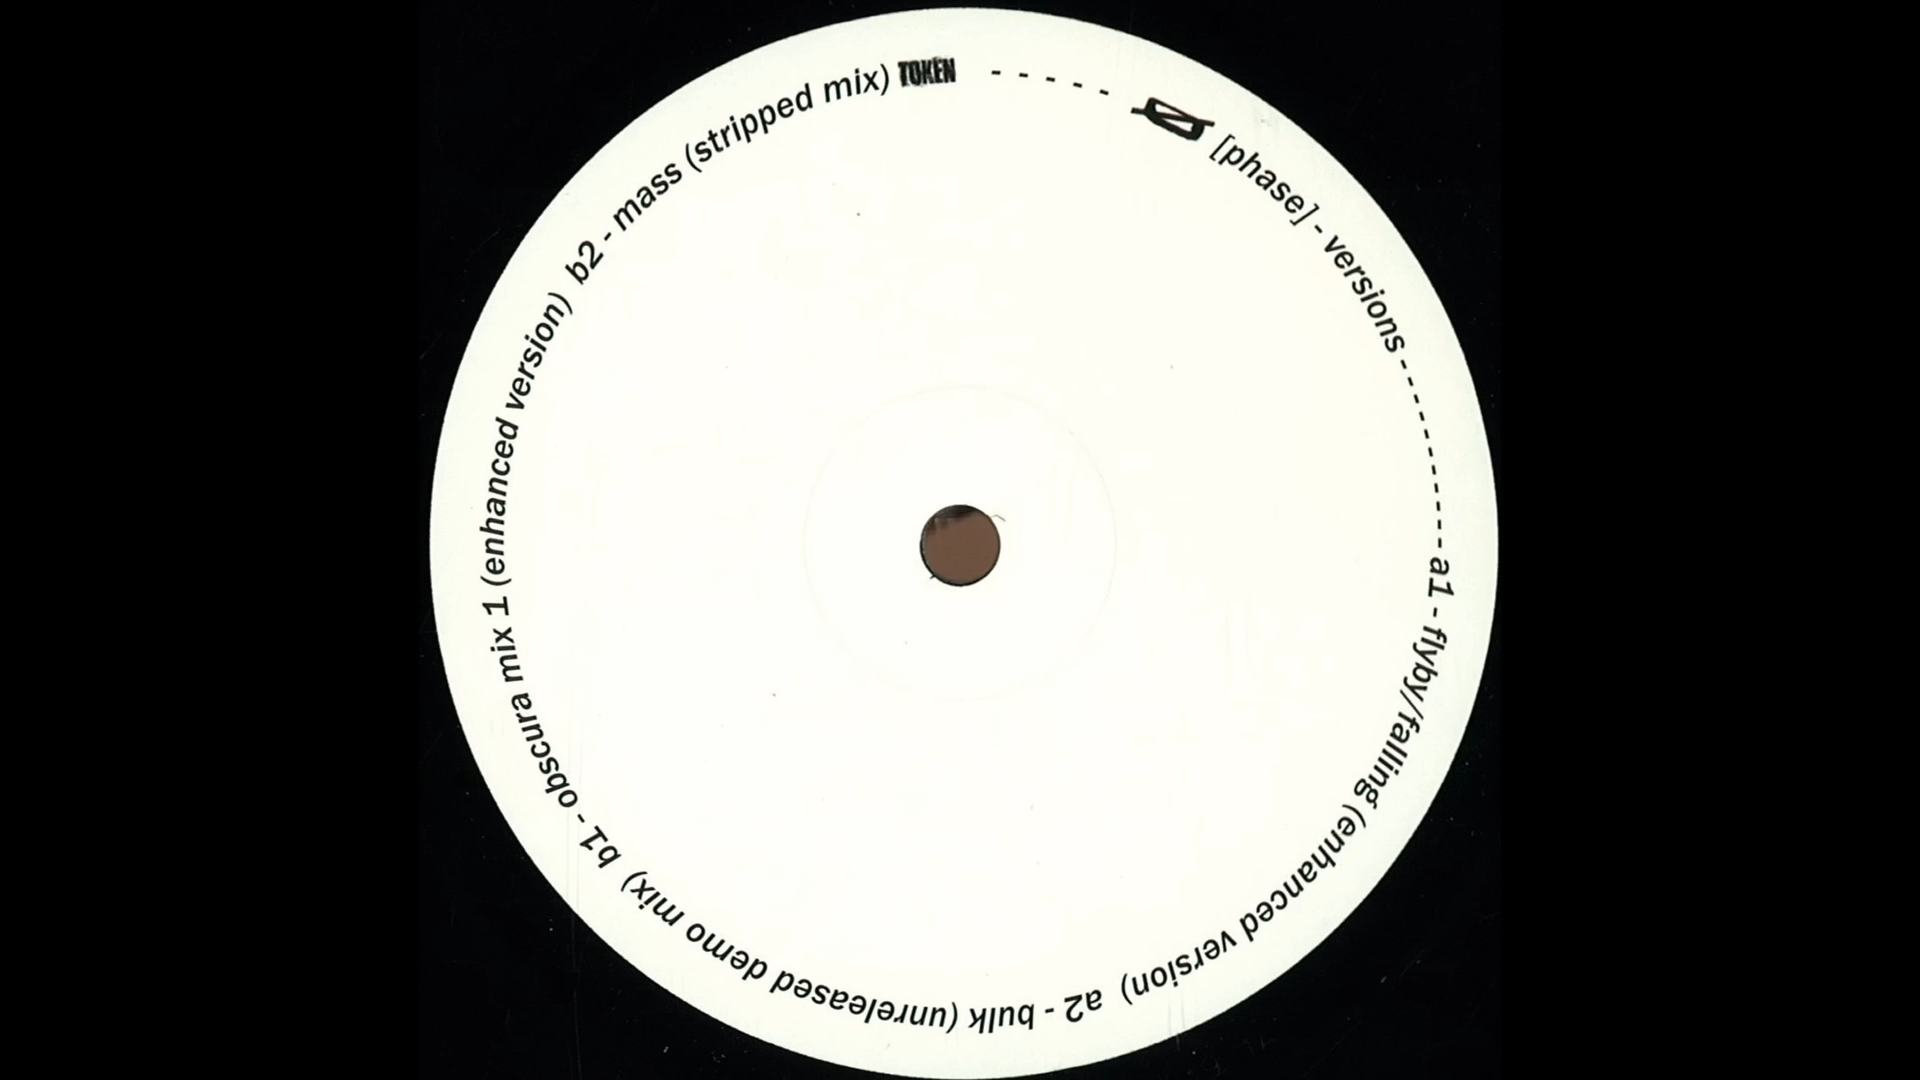 TOKEN - - - - - Ø [phase] - versions - - - - - - - - - - - - - a1 - flyby/falling (enhanced version) a2 - bulk (unreleased demo mix) b1 - obscura mix 1 (enhanced version) b2 - mass (stripped mix)